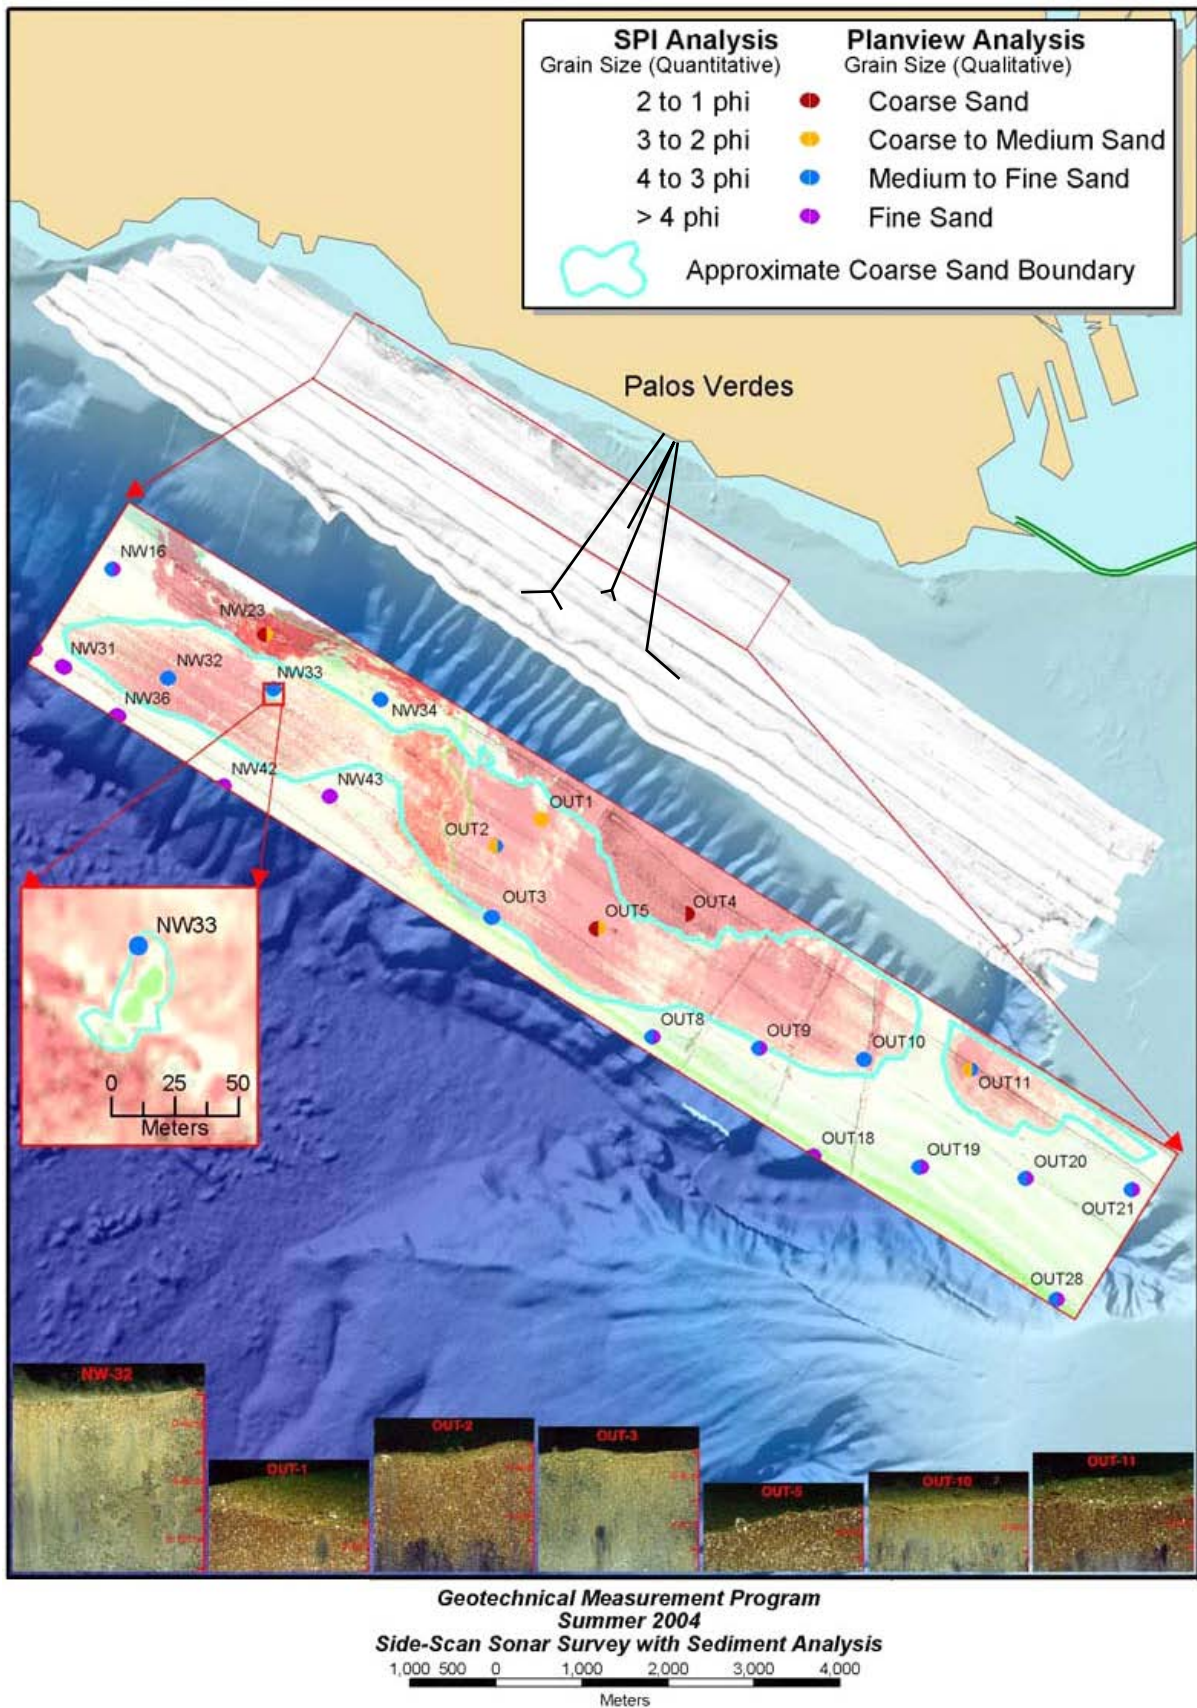 SPI Analysis
Planview Analysis
Grain Size (Quantitative)
Grain Size (Qualitative)
2 to 1 phi
Coarse Sand
3 to 2 phi
Coarse to Medium Sand
4 to 3 phi
Medium to Fine Sand
> 4 phi
Fine Sand
Approximate Coarse Sand Boundary
Palos Verdes
NW16
NW23
NW31
NW32
NW33
NW36
NW34
NW42
NW43
OUT1
OUT2
OUT3
OUT5
OUT4
NW33
0 25 50
Meters
OUT8
OUT9
OUT10
OUT11
OUT18
OUT19
OUT20
OUT21
OUT28
NW-32
OUT-1
OUT-2
OUT-3
OUT-5
OUT-10
OUT-11
Geotechnical Measurement Program
Summer 2004
Side-Scan Sonar Survey with Sediment Analysis
1,000 500 0 1,000 2,000 3,000 4,000
Meters